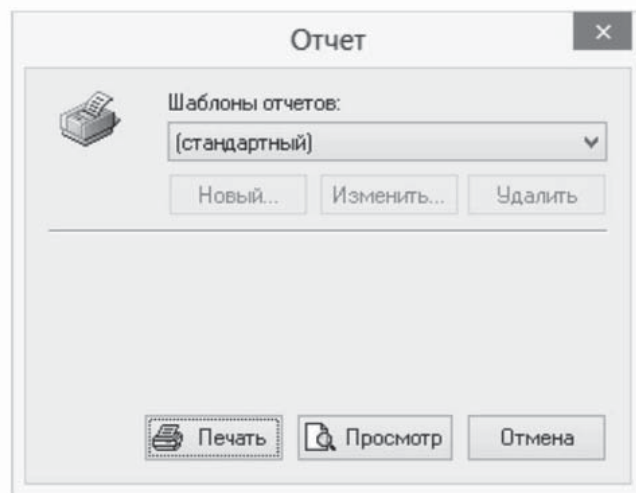 Отчет
Шаблоны отчетов:
(стандартный)
Новый... Изменить... Удалить
Печать Просмотр Отмена